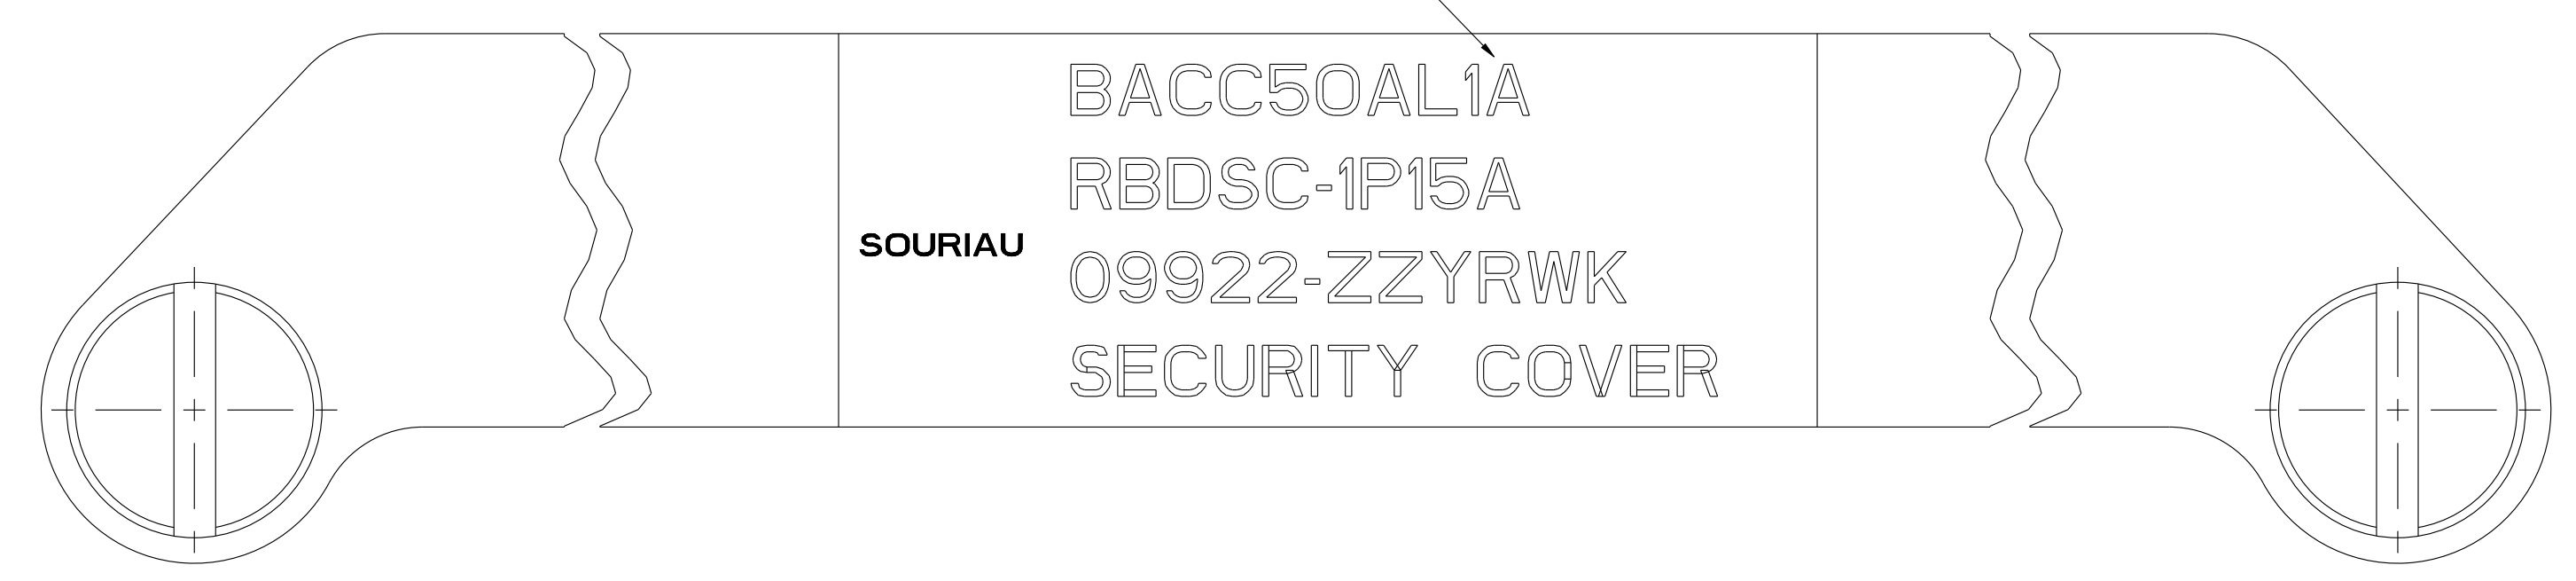 BACC50AL1A
RBDSC-1P15A
SOURIAU
09922-ZZYRWK
SECURITY COVER